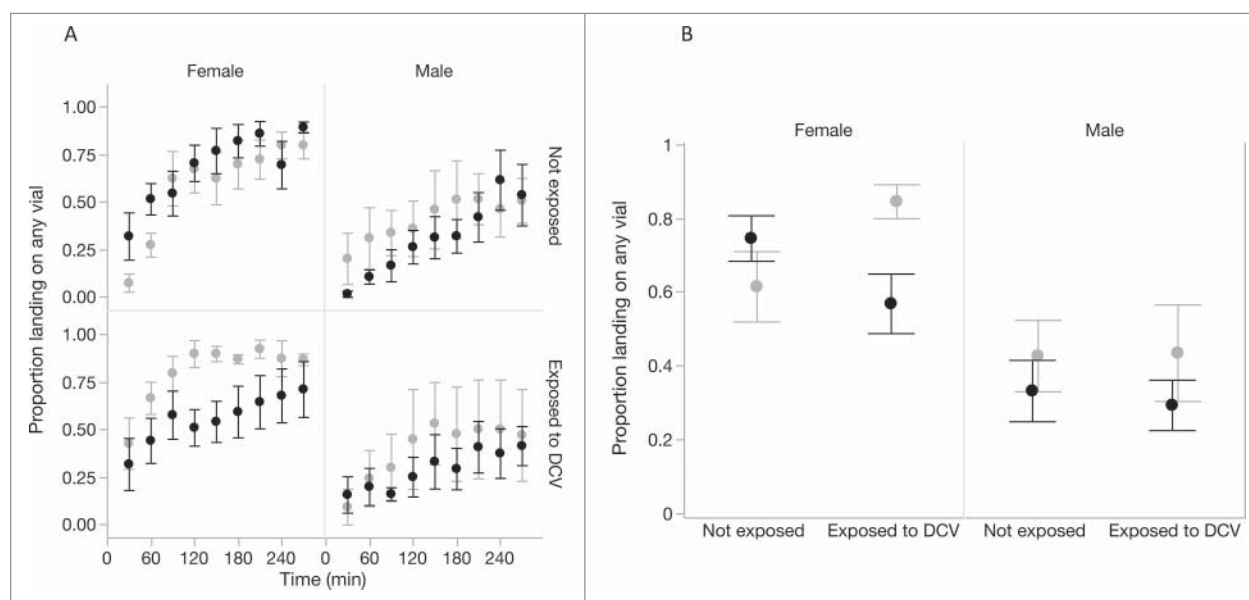 A
Female Male
Proportion landing on any vial
1.00
0.75
0.50
0.25
0.00
Not exposed
1.00
0.75
0.50
0.25
0.00
Exposed to DCV
0 60 120 180 240 0 60 120 180 240
Time (min)
B
Female Male
Proportion landing on any vial
1
0.8
0.6
0.4
0.2
0
Not exposed Exposed to DCV Not exposed Exposed to DCV